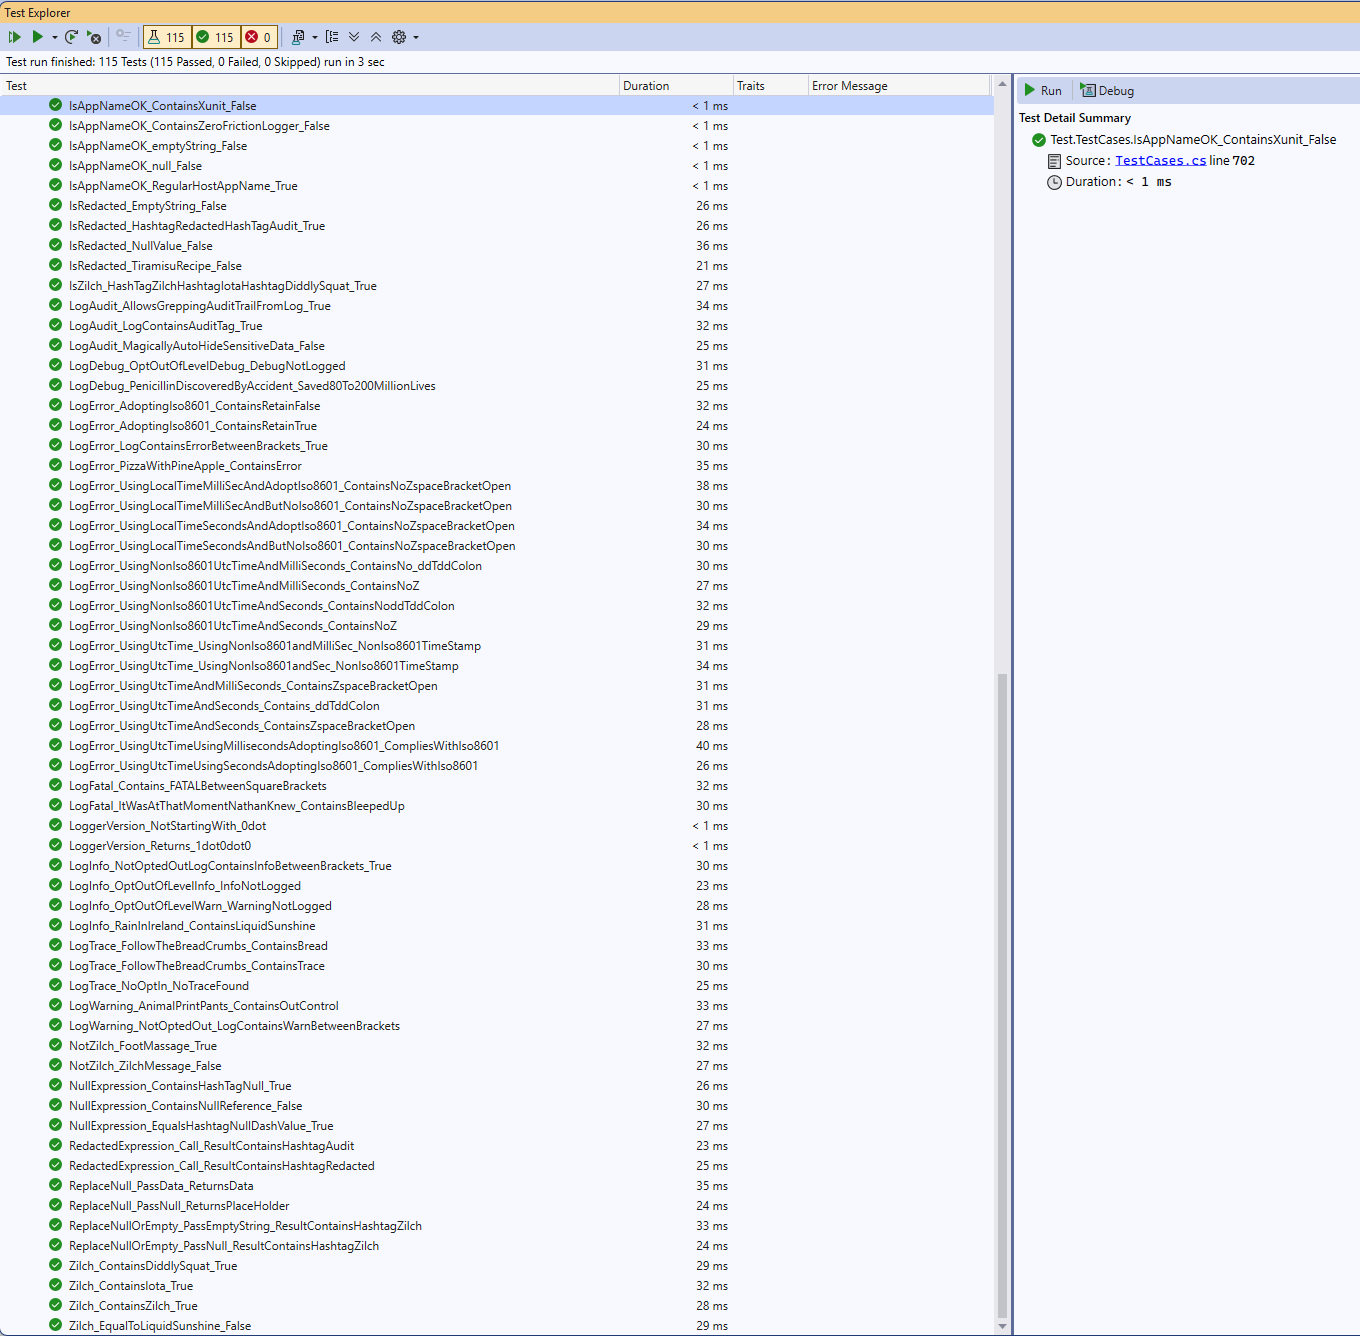 Test Explorer
115 115 0
Test run finished: 115 Tests (115 Passed, 0 Failed, 0 Skipped) run in 3 sec
Test Duration Traits Error Message
IsAppNameOK_ContainsXunit_False < 1 ms
IsAppNameOK_ContainsZeroFrictionLogger_False < 1 ms
IsAppNameOK_emptyString_False < 1 ms
IsAppNameOK_null_False < 1 ms
IsAppNameOK_RegularHostAppName_True < 1 ms
IsRedacted_EmptyString_False 26 ms
IsRedacted_HashtagRedactedHashTagAudit_True 26 ms
IsRedacted_NullValue_False 36 ms
IsRedacted_TiramisuRecipe_False 21 ms
IsZilch_HashTagZilchHashtagIotaHashtagDiddlySquat_True 27 ms
LogAudit_AllowsGreppingAuditTrailFromLog_True 34 ms
LogAudit_LogContainsAuditTag_True 32 ms
LogAudit_MagicallyAutoHideSensitiveData_False 25 ms
LogDebug_OptOutOfLevelDebug_DebugNotLogged 31 ms
LogDebug_PenicillinDiscoveredByAccident_Saved80To200MillionLives 25 ms
LogError_AdoptingIso8601_ContainsRetainFalse 32 ms
LogError_AdoptingIso8601_ContainsRetainTrue 24 ms
LogError_LogContainsErrorBetweenBrackets_True 30 ms
LogError_PizzaWithPineApple_ContainsError 35 ms
LogError_UsingLocalTimeMilliSecAndAdoptIso8601_ContainsNoZspaceBracketOpen 38 ms
LogError_UsingLocalTimeMilliSecAndButNoIso8601_ContainsNoZspaceBracketOpen 30 ms
LogError_UsingLocalTimeSecondsAndAdoptIso8601_ContainsNoZspaceBracketOpen 34 ms
LogError_UsingLocalTimeSecondsAndButNoIso8601_ContainsNoZspaceBracketOpen 30 ms
LogError_UsingNonIso8601UtcTimeAndMilliSeconds_ContainsNo_ddTddColon 30 ms
LogError_UsingNonIso8601UtcTimeAndMilliSeconds_ContainsNoZ 27 ms
LogError_UsingNonIso8601UtcTimeAndSeconds_ContainsNoddTddColon 32 ms
LogError_UsingNonIso8601UtcTimeAndSeconds_ContainsNoZ 29 ms
LogError_UsingUtcTime_UsingNonIso8601andMilliSec_NonIso8601TimeStamp 31 ms
LogError_UsingUtcTime_UsingNonIso8601andSec_NonIso8601TimeStamp 34 ms
LogError_UsingUtcTimeAndMilliSeconds_ContainsZspaceBracketOpen 31 ms
LogError_UsingUtcTimeAndSeconds_Contains_ddTddColon 31 ms
LogError_UsingUtcTimeAndSeconds_ContainsZspaceBracketOpen 28 ms
LogError_UsingUtcTimeUsingMillisecondsAdoptingIso8601_CompliesWithIso8601 40 ms
LogError_UsingUtcTimeUsingSecondsAdoptingIso8601_CompliesWithIso8601 26 ms
LogFatal_Contains_FATALBetweenSquareBrackets 32 ms
LogFatal_ItWasAtThatMomentNathanKnew_ContainsBleepedUp 30 ms
LoggerVersion_NotStartingWith_0dot < 1 ms
LoggerVersion_Returns_1dot0dot0 < 1 ms
LogInfo_NotOptedOutLogContainsInfoBetweenBrackets_True 30 ms
LogInfo_OptOutOfLevelInfo_InfoNotLogged 23 ms
LogInfo_OptOutOfLevelWarn_WarningNotLogged 28 ms
LogInfo_RainInIreland_ContainsLiquidSunshine 31 ms
LogTrace_FollowTheBreadCrumbs_ContainsBread 33 ms
LogTrace_FollowTheBreadCrumbs_ContainsTrace 30 ms
LogTrace_NoOptIn_NoTraceFound 25 ms
LogWarning_AnimalPrintPants_ContainsOutControl 33 ms
LogWarning_NotOptedOut_LogContainsWarnBetweenBrackets 27 ms
NotZilch_FootMassage_True 32 ms
NotZilch_ZilchMessage_False 27 ms
NullExpression_ContainsHashTagNull_True 26 ms
NullExpression_ContainsNullReference_False 30 ms
NullExpression_EqualsHashtagNullDashValue_True 27 ms
RedactedExpression_Call_ResultContainsHashtagAudit 23 ms
RedactedExpression_Call_ResultContainsHashtagRedacted 25 ms
ReplaceNull_PassData_ReturnsData 35 ms
ReplaceNull_PassNull_ReturnsPlaceHolder 24 ms
ReplaceNullOrEmpty_PassEmptyString_ResultContainsHashtagZilch 33 ms
ReplaceNullOrEmpty_PassNull_ResultContainsHashtagZilch 24 ms
Zilch_ContainsDiddlySquat_True 29 ms
Zilch_ContainsIota_True 32 ms
Zilch_ContainsZilch_True 28 ms
Zilch_EqualToLiquidSunshine_False 29 ms
Run Debug
Test Detail Summary
Test.TestCases.IsAppNameOK_ContainsXunit_False
Source: TestCases.cs line 702
Duration: < 1 ms